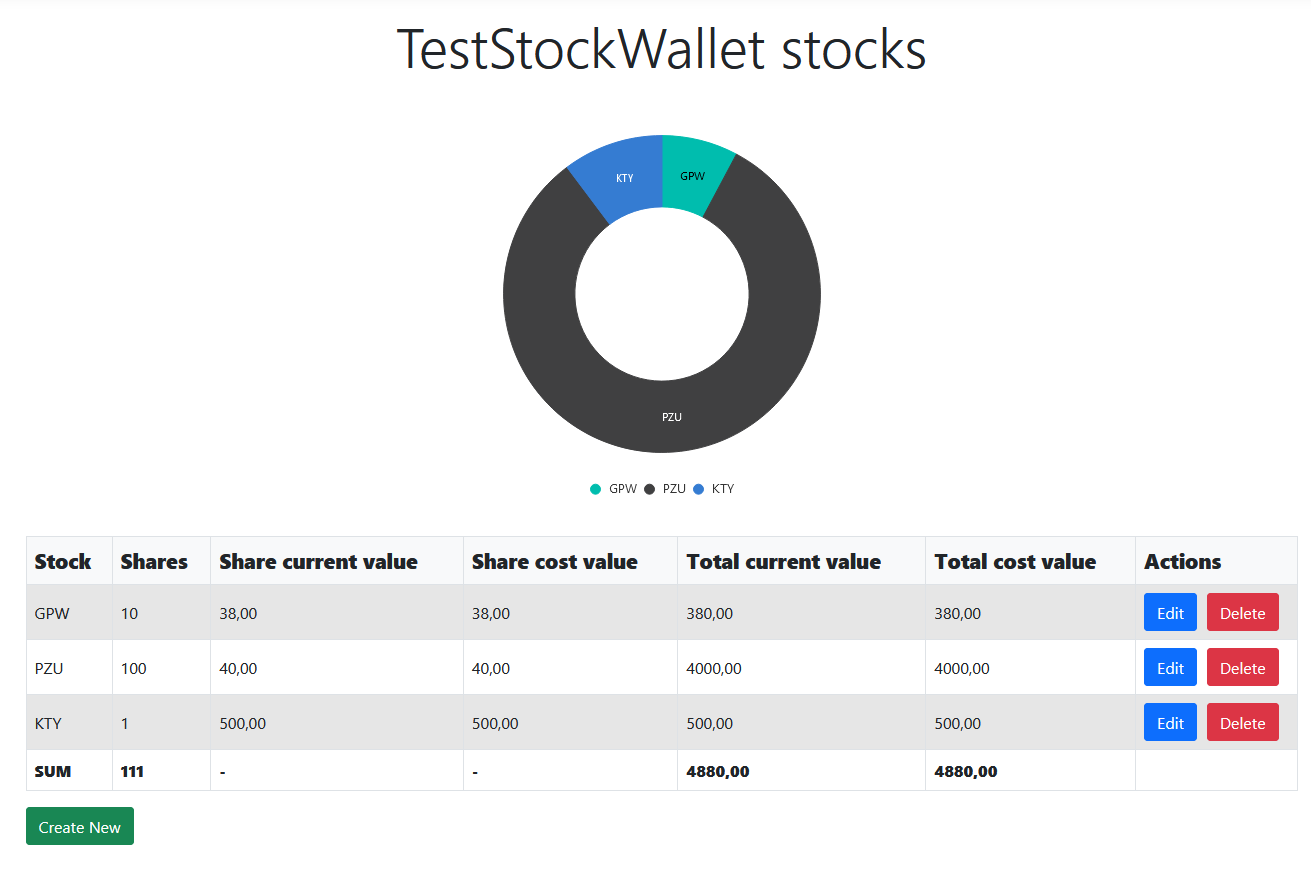 TestStockWallet stocks
KTY
GPW
PZU
GPW PZU KTY
Stock Shares Share current value Share cost value Total current value Total cost value Actions
GPW 10 38,00 38,00 380,00 380,00 Edit Delete
PZU 100 40,00 40,00 4000,00 4000,00 Edit Delete
KTY 1 500,00 500,00 500,00 500,00 Edit Delete
SUM 111 - - 4880,00 4880,00
Create New